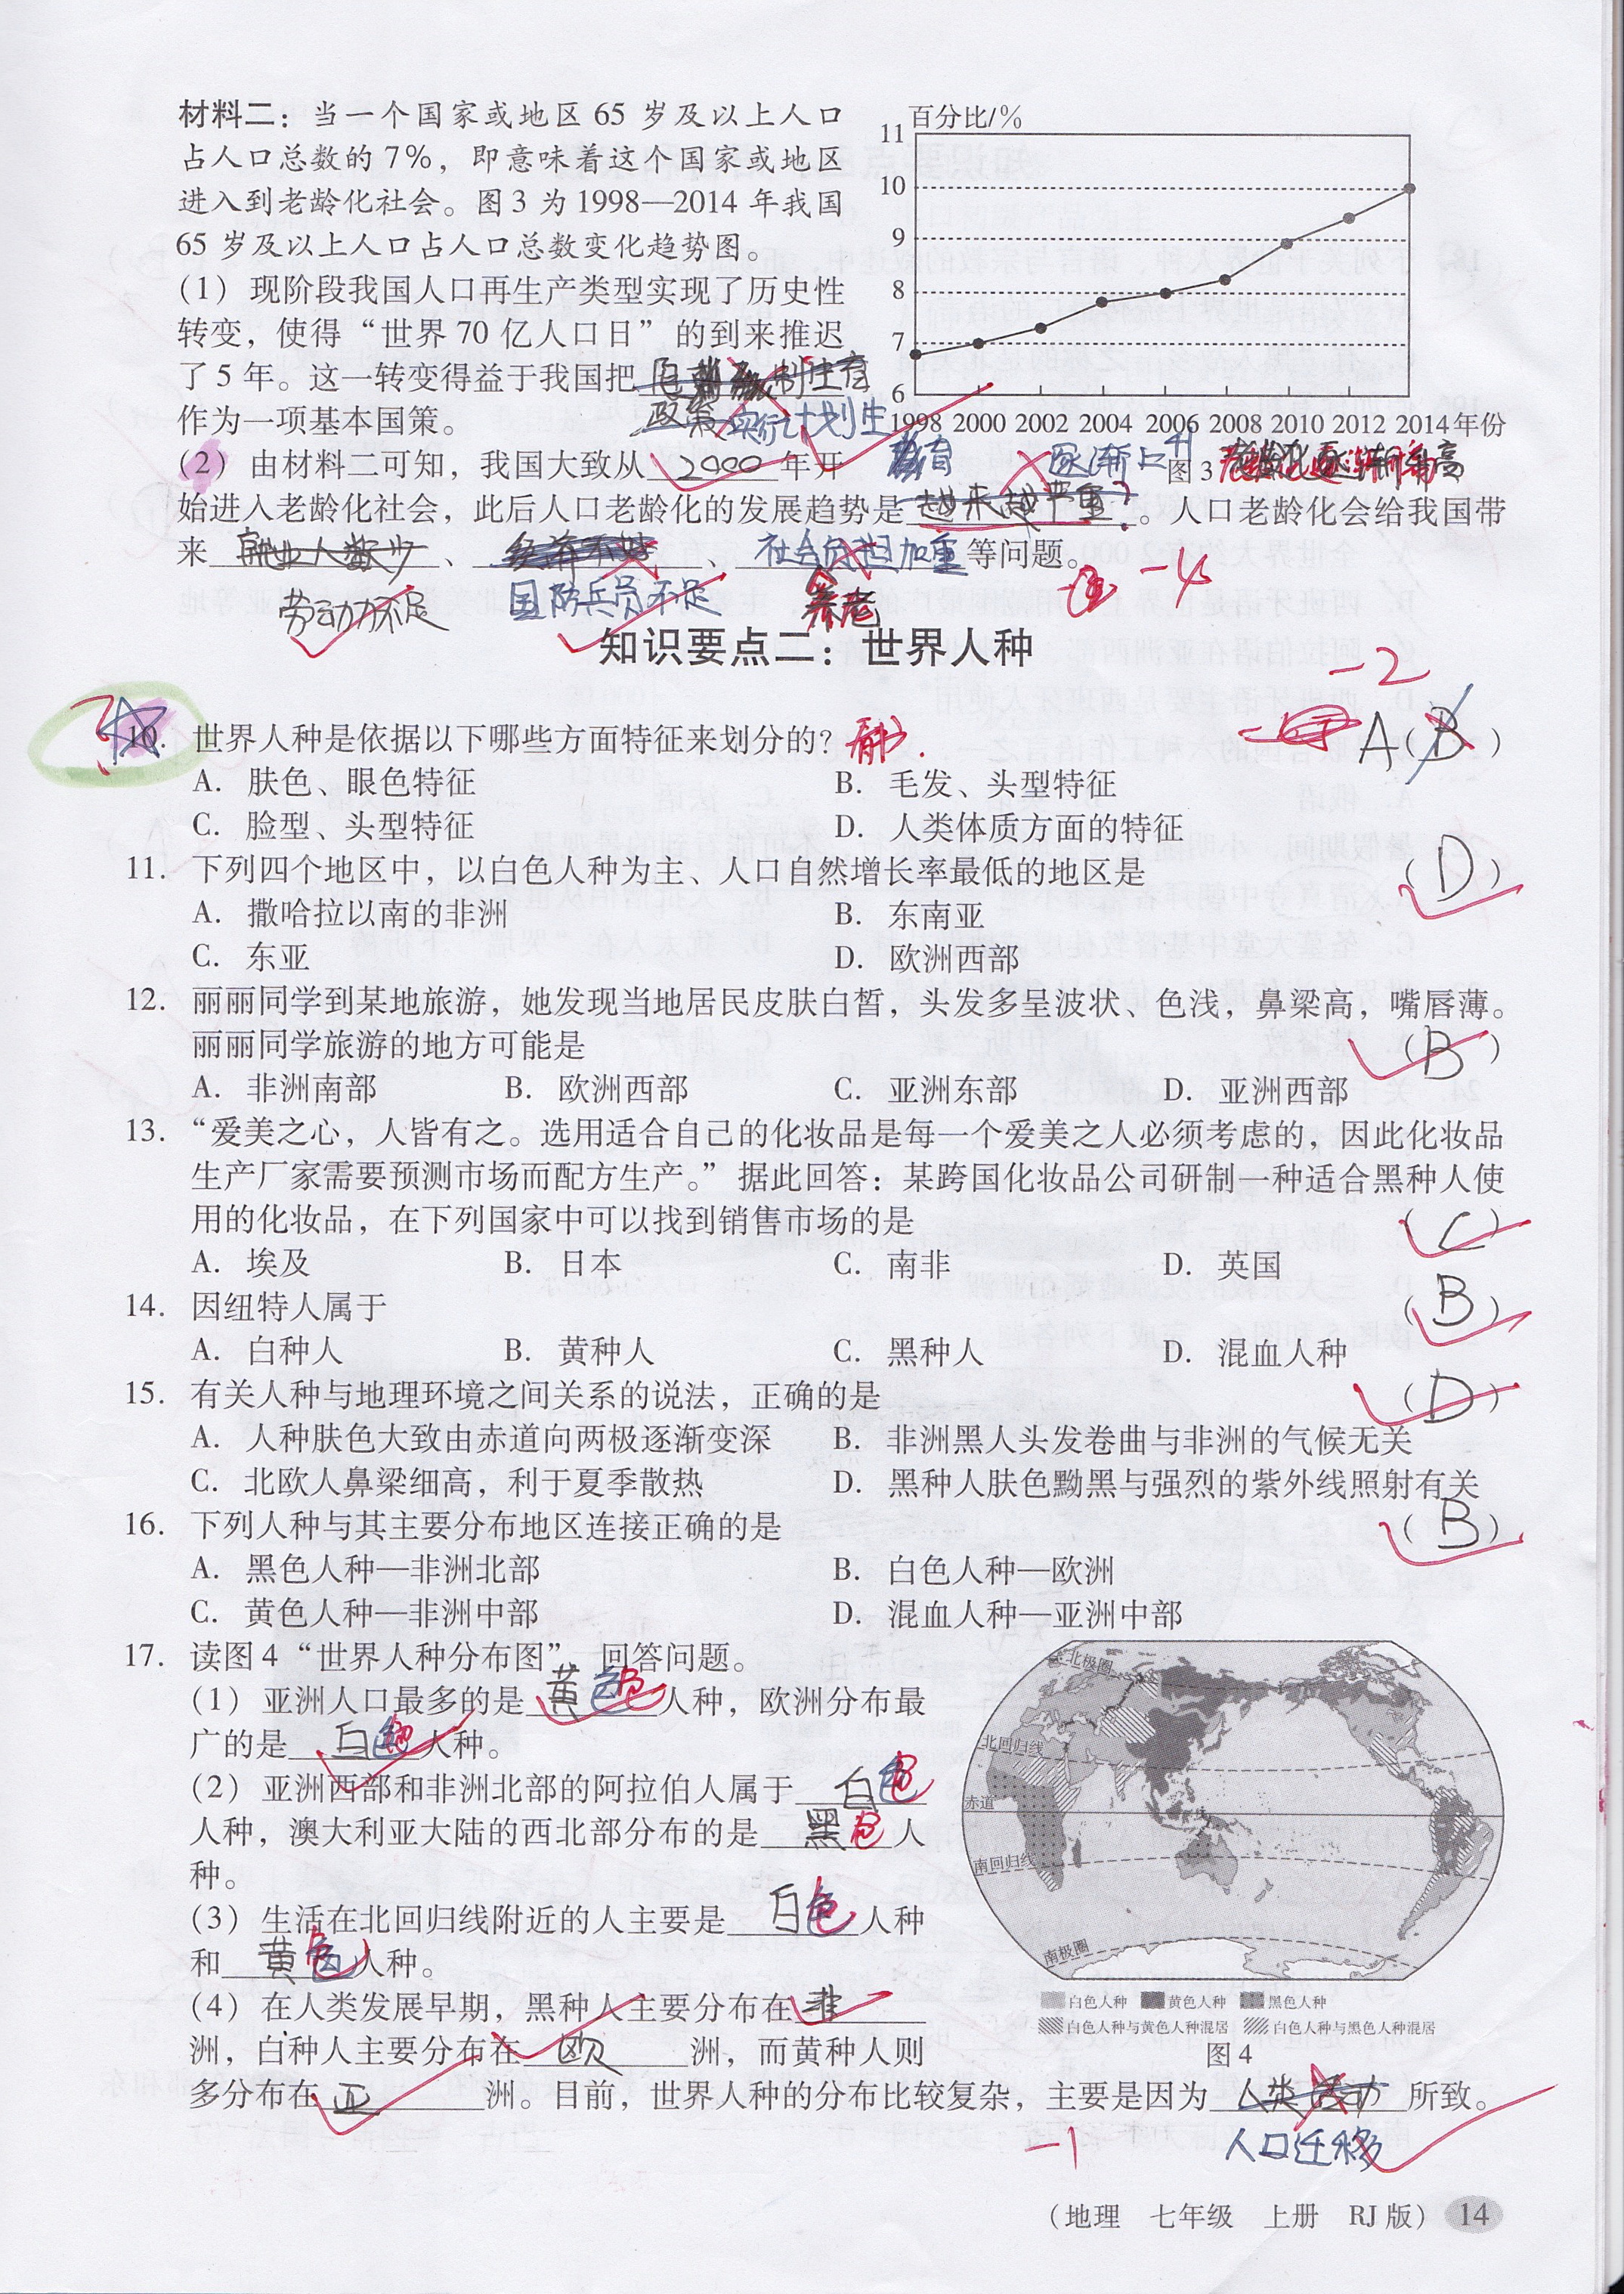 材料二：当一个国家或地区 65 岁及以上人口
占人口总数的 7%，即意味着这个国家或地区
进入到老龄化社会。图 3 为 1998—2014 年我国
65 岁及以上人口占人口总数变化趋势图。
百分比/%
11
10
9
8
7
6
1998 2000 2002 2004 2006 2008 2010 2012 2014 年份
图 3
（1）现阶段我国人口再生产类型实现了历史性
转变，使得“世界 70 亿人口日”的到来推迟
了 5 年。这一转变得益于我国把
政策 实行计划生育
作为一项基本国策。
（2）由材料二可知，我国大致从 2000 年开
逐渐上升
始进入老龄化社会，此后人口老龄化的发展趋势是 越来越严重 。人口老龄化会给我国带
来 就业人数少 、 经济不好 、 社会负担加重 等问题。
-4
劳动力不足 国防兵员不足 养老
知识要点二：世界人种
-2
10. 世界人种是依据以下哪些方面特征来划分的？ A（B）
A. 肤色、眼色特征 B. 毛发、头型特征
C. 脸型、头型特征 D. 人类体质方面的特征
11. 下列四个地区中，以白色人种为主、人口自然增长率最低的地区是 （D）
A. 撒哈拉以南的非洲 B. 东南亚
C. 东亚 D. 欧洲西部
12. 丽丽同学到某地旅游，她发现当地居民皮肤白皙，头发多呈波状、色浅，鼻梁高，嘴唇薄。
丽丽同学旅游的地方可能是 （B）
A. 非洲南部 B. 欧洲西部 C. 亚洲东部 D. 亚洲西部
13. “爱美之心，人皆有之。选用适合自己的化妆品是每一个爱美之人必须考虑的，因此化妆品
生产厂家需要预测市场而配方生产。”据此回答：某跨国化妆品公司研制一种适合黑种人使
用的化妆品，在下列国家中可以找到销售市场的是 （C）
A. 埃及 B. 日本 C. 南非 D. 英国
14. 因纽特人属于 （B）
A. 白种人 B. 黄种人 C. 黑种人 D. 混血人种
15. 有关人种与地理环境之间关系的说法，正确的是 （D）
A. 人种肤色大致由赤道向两极逐渐变深 B. 非洲黑人头发卷曲与非洲的气候无关
C. 北欧人鼻梁细高，利于夏季散热 D. 黑种人肤色黝黑与强烈的紫外线照射有关
16. 下列人种与其主要分布地区连接正确的是 （B）
A. 黑色人种—非洲北部 B. 白色人种—欧洲
C. 黄色人种—非洲中部 D. 混血人种—亚洲中部
17. 读图 4“世界人种分布图”，回答问题。
（1）亚洲人口最多的是 黄色 人种，欧洲分布最
广的是 白色 人种。
（2）亚洲西部和非洲北部的阿拉伯人属于 白色
人种，澳大利亚大陆的西北部分布的是 黑色 人
种。
（3）生活在北回归线附近的人主要是 白色 人种
和 黄色 人种。
（4）在人类发展早期，黑种人主要分布在 非
洲，白种人主要分布在 欧 洲，而黄种人则
多分布在 亚 洲。目前，世界人种的分布比较复杂，主要是因为 人类活动 所致。
-1 人口迁移
北极圈
北回归线
赤道
南回归线
南极圈
白色人种 黄色人种 黑色人种
白色人种与黄色人种混居 白色人种与黑色人种混居
图 4
（地理 七年级 上册 RJ 版） 14